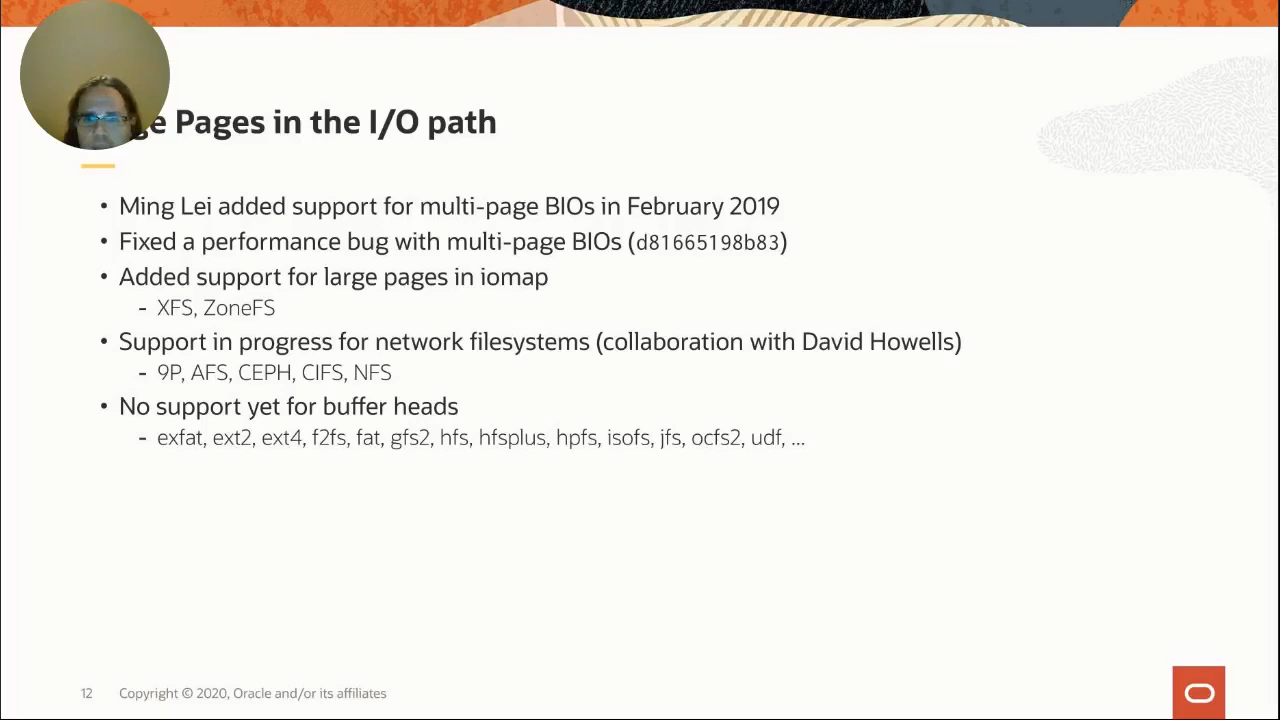 Pages in the I/O path
• Ming Lei added support for multi-page BIOs in February 2019
• Fixed a performance bug with multi-page BIOs (d81665198b83)
• Added support for large pages in iomap
- XFS, ZoneFS
• Support in progress for network filesystems (collaboration with David Howells)
- 9P, AFS, CEPH, CIFS, NFS
• No support yet for buffer heads
- exfat, ext2, ext4, f2fs, fat, gfs2, hfs, hfsplus, hpfs, isofs, jfs, ocfs2, udf, ...
12 Copyright © 2020, Oracle and/or its affiliates